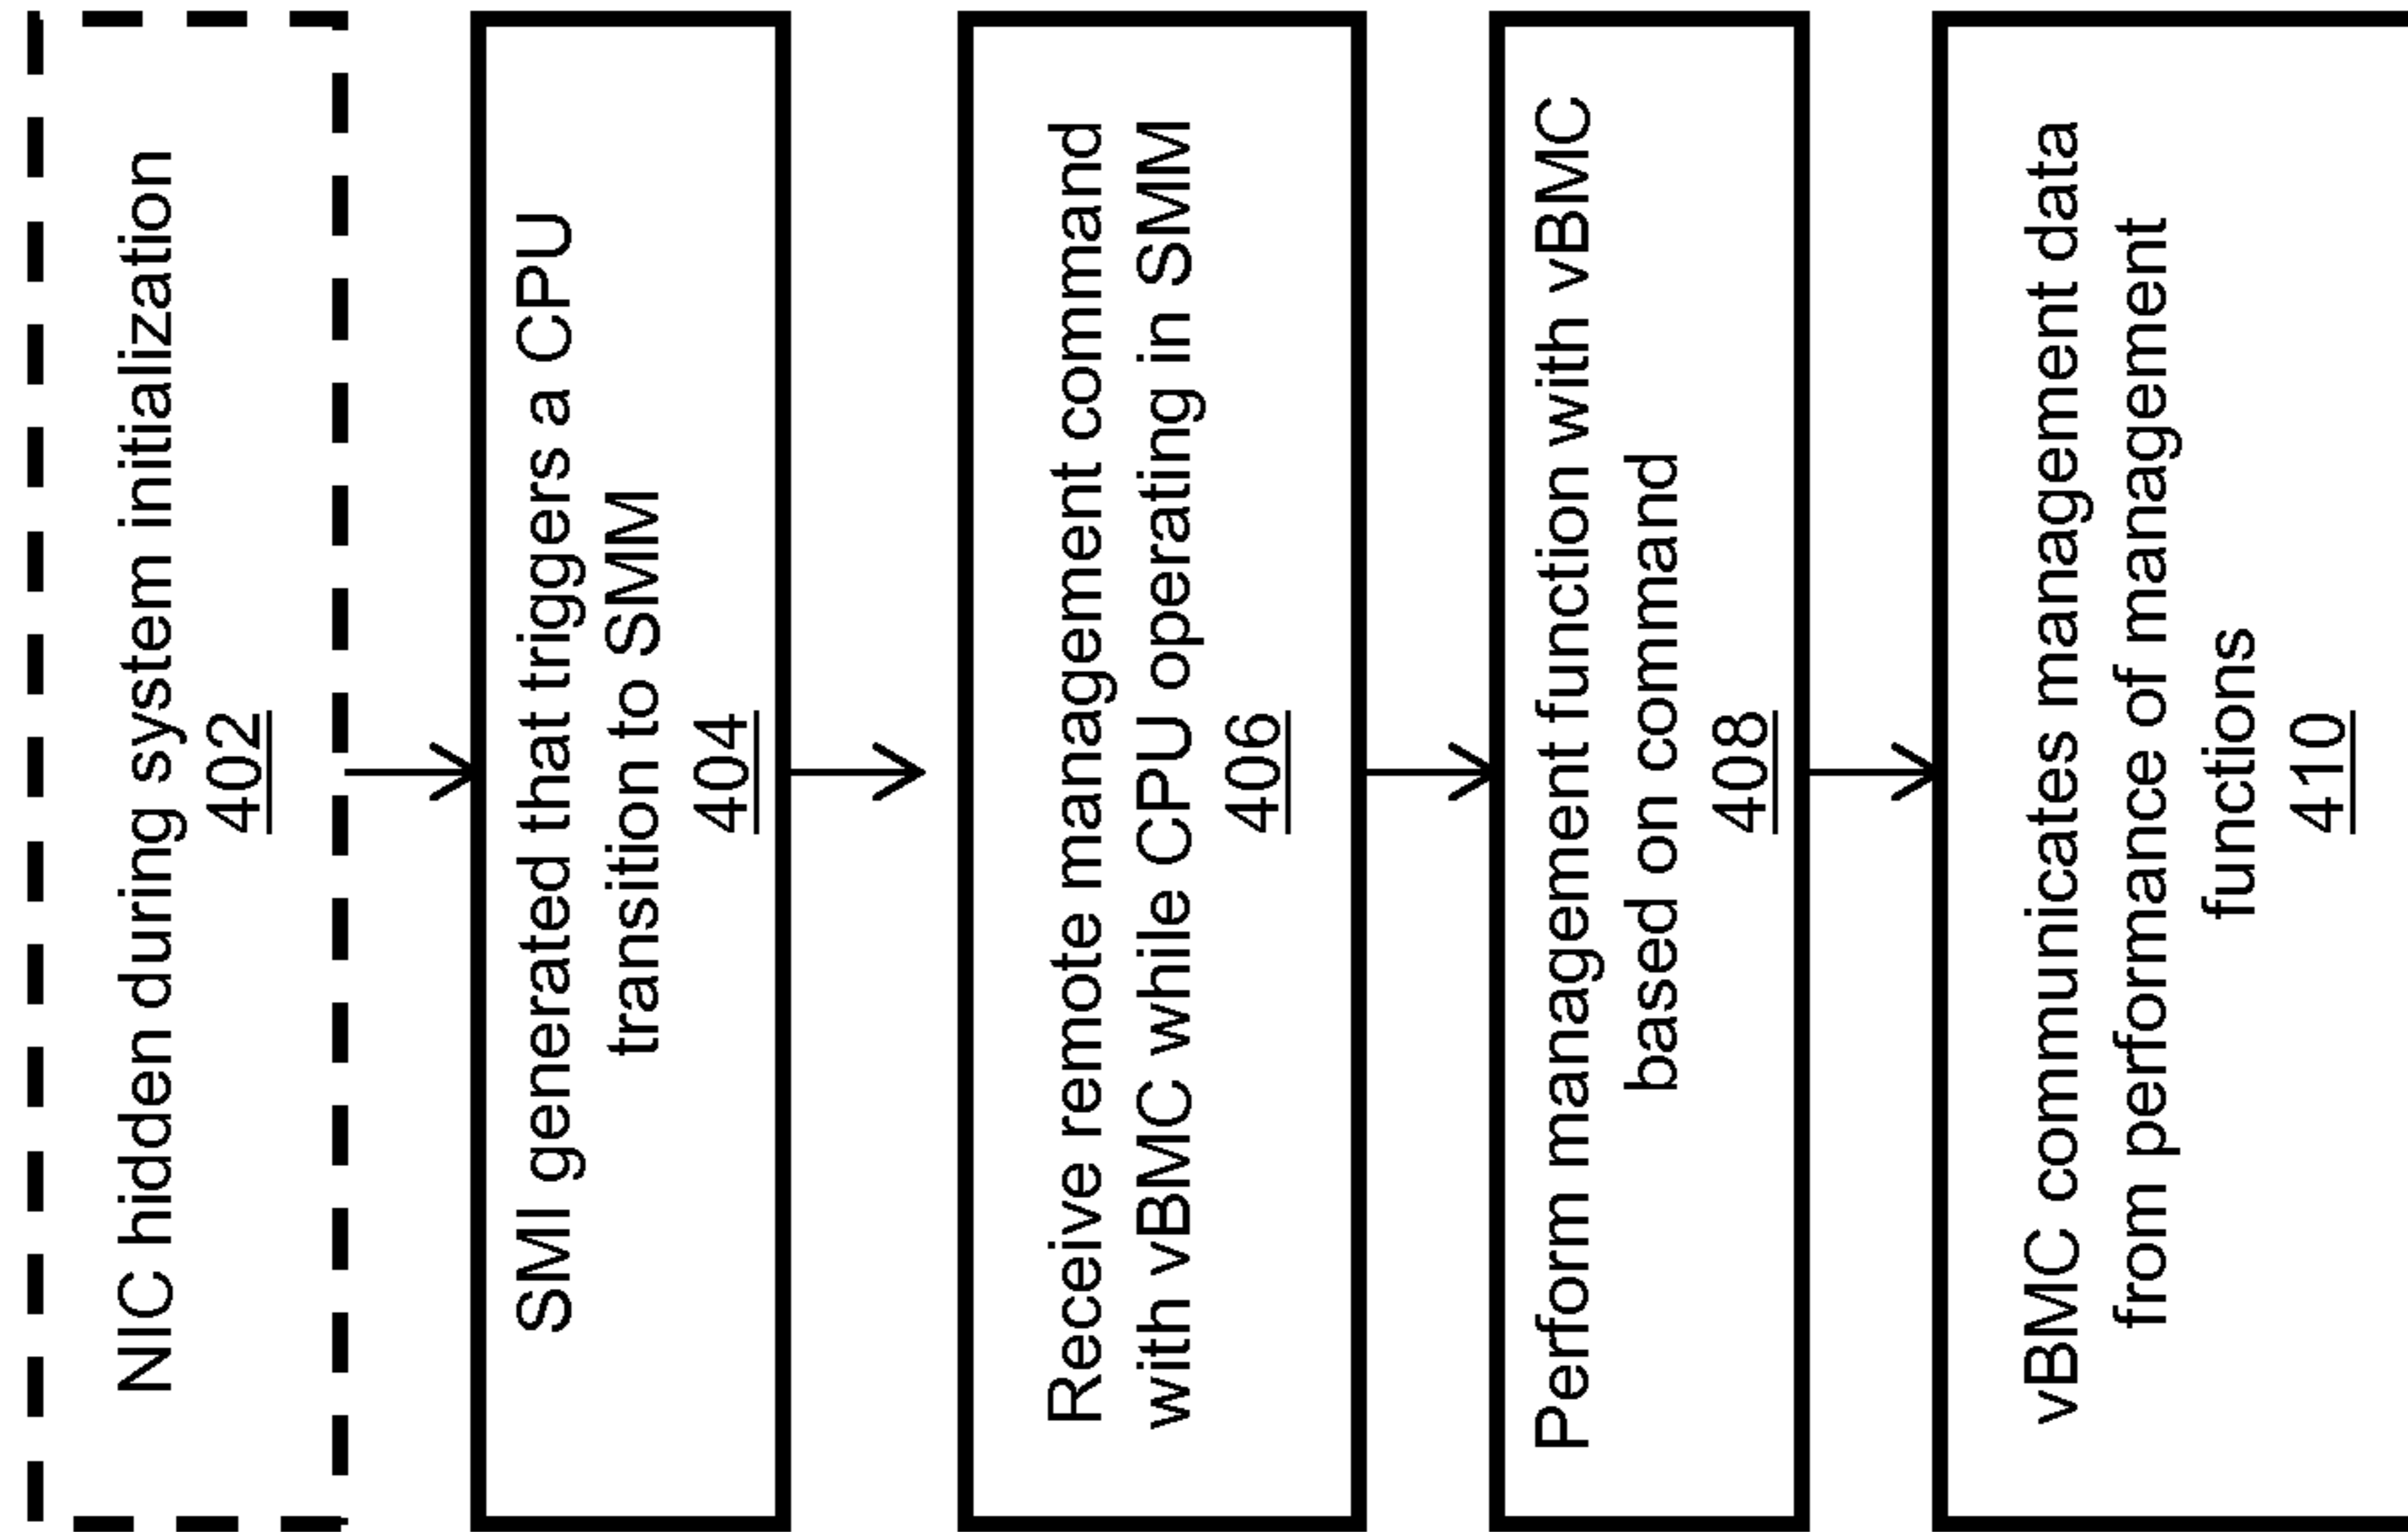 NIC hidden during system initialization
402
SMI generated that triggers a CPU
transition to SMM
404
Receive remote management command
with vBMC while CPU operating in SMM
406
Perform management function with vBMC
based on command
408
vBMC communicates management data
from performance of management
functions
410